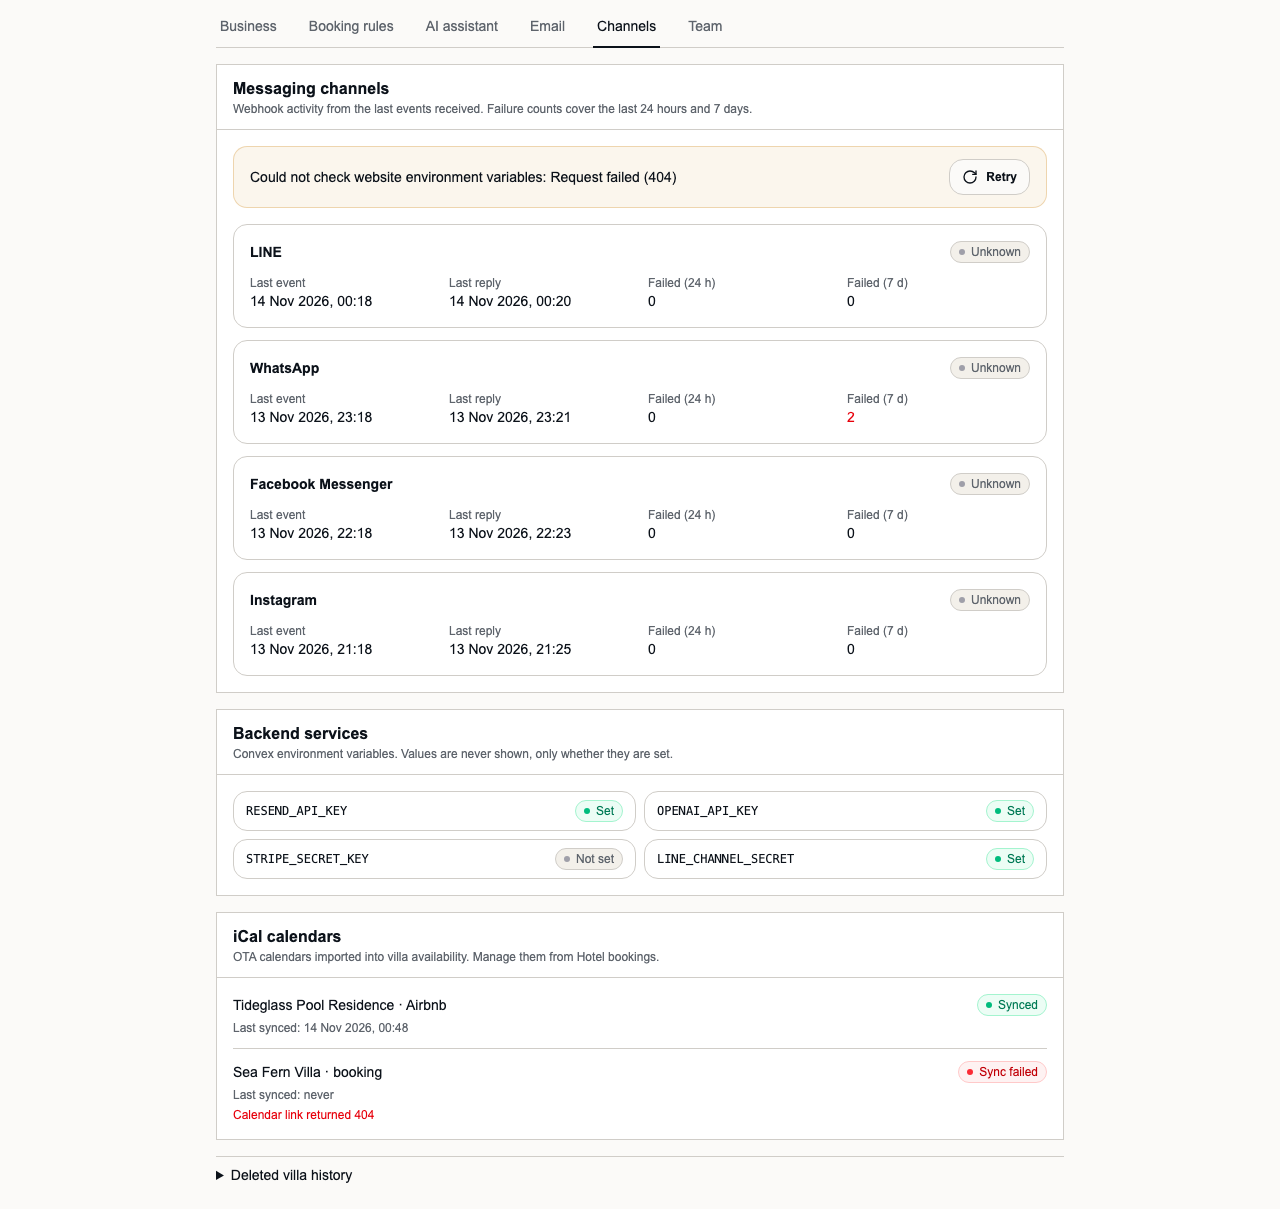 Business Booking rules AI assistant Email Channels Team
Messaging channels
Webhook activity from the last events received. Failure counts cover the last 24 hours and 7 days.
Could not check website environment variables: Request failed (404) Retry
LINE Unknown
Last event Last reply Failed (24 h) Failed (7 d)
14 Nov 2026, 00:18 14 Nov 2026, 00:20 0 0
WhatsApp Unknown
Last event Last reply Failed (24 h) Failed (7 d)
13 Nov 2026, 23:18 13 Nov 2026, 23:21 0 2
Facebook Messenger Unknown
Last event Last reply Failed (24 h) Failed (7 d)
13 Nov 2026, 22:18 13 Nov 2026, 22:23 0 0
Instagram Unknown
Last event Last reply Failed (24 h) Failed (7 d)
13 Nov 2026, 21:18 13 Nov 2026, 21:25 0 0
Backend services
Convex environment variables. Values are never shown, only whether they are set.
RESEND_API_KEY Set OPENAI_API_KEY Set
STRIPE_SECRET_KEY Not set LINE_CHANNEL_SECRET Set
iCal calendars
OTA calendars imported into villa availability. Manage them from Hotel bookings.
Tideglass Pool Residence · Airbnb Synced
Last synced: 14 Nov 2026, 00:48
Sea Fern Villa · booking Sync failed
Last synced: never
Calendar link returned 404
Deleted villa history